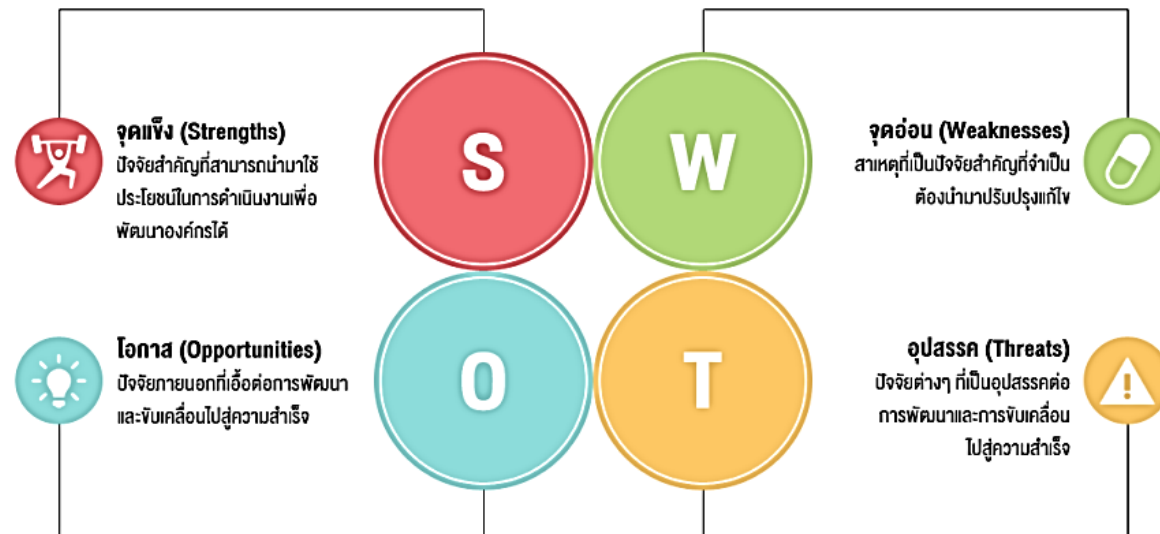 จุดแข็ง (Strengths)
ปัจจัยสำคัญที่สามารถนำมาใช้
ประโยชน์ในการดำเนินงานเพื่อ
พัฒนาองค์กรได้
S
W
จุดอ่อน (Weaknesses)
สาเหตุที่เป็นปัจจัยสำคัญที่จำเป็น
ต้องนำมาปรับปรุงแก้ไข
โอกาส (Opportunities)
ปัจจัยภายนอกที่เอื้อต่อการพัฒนา
และขับเคลื่อนไปสู่ความสำเร็จ
O
T
อุปสรรค (Threats)
ปัจจัยต่างๆ ที่เป็นอุปสรรคต่อ
การพัฒนาและการขับเคลื่อน
ไปสู่ความสำเร็จ